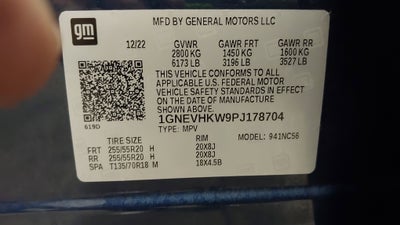 gm
MFD BY GENERAL MOTORS LLC
12/22 GVWR GAWR FRT GAWR RR
2800 KG 1450 KG 1600 KG
6173 LB 3196 LB 3527 LB
THIS VEHICLE CONFORMS TO ALL
APPLICABLE U.S. FEDERAL MOTOR
VEHICLE SAFETY STANDARDS IN EFFECT
ON THE DATE OF MANUFACTURE
SHOWN ABOVE.
1GNEVHKW9PJ178704
619D TYPE: MPV
MODEL: 941NC56
TIRE SIZE RIM
FRT 255/55R20 H 20X8J
RR 255/55R20 H 20X8J
SPA T135/70R18 M 18X4.5B